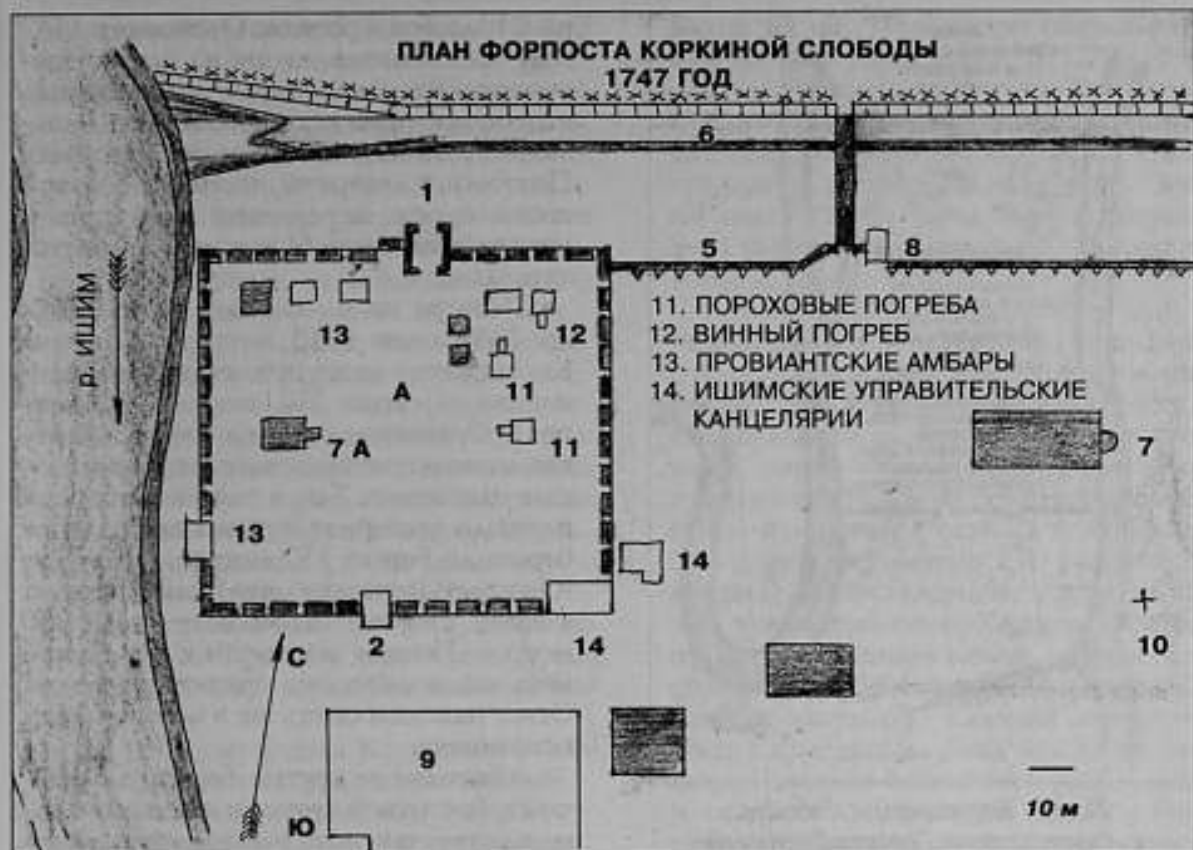 ПЛАН ФОРПОСТА КОРКИНОЙ СЛОБОДЫ
1747 ГОД
6
1
5
8
р. ИШИМ
11. ПОРОХОВЫЕ ПОГРЕБА
12. ВИННЫЙ ПОГРЕБ
13. ПРОВИАНТСКИЕ АМБАРЫ
14. ИШИМСКИЕ УПРАВИТЕЛЬСКИЕ
КАНЦЕЛЯРИИ
13
12
А
11
7 А
11
7
13
14
2
14
10
С
9
Ю
10 м